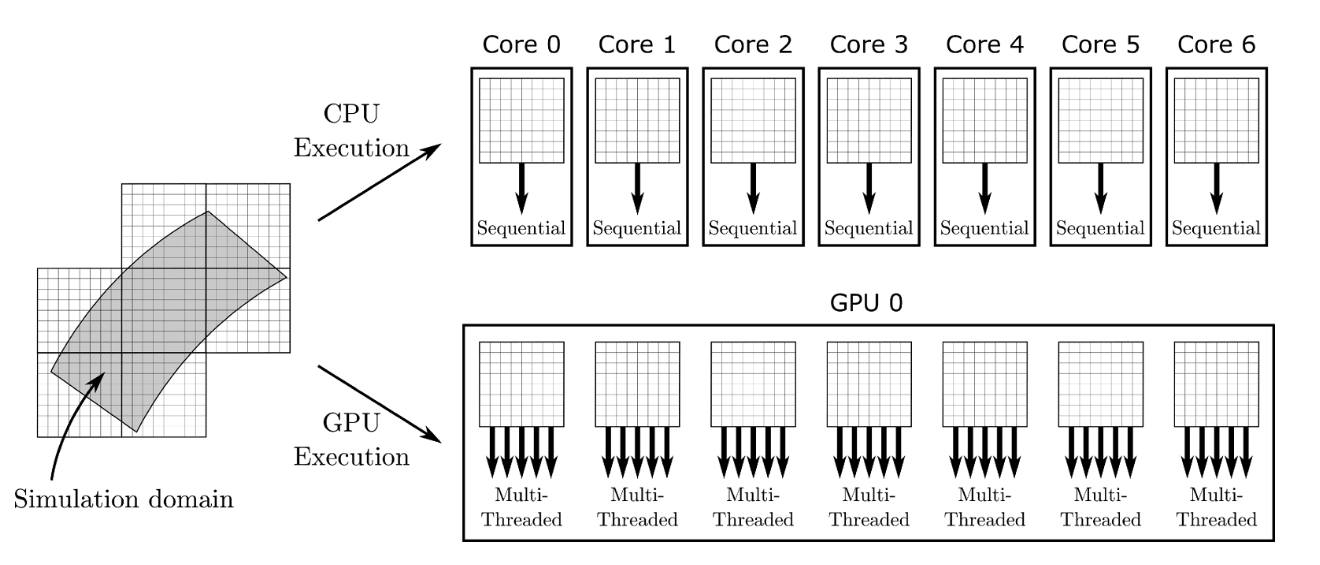 Core 0 Core 1 Core 2 Core 3 Core 4 Core 5 Core 6
CPU
Execution
Sequential Sequential Sequential Sequential Sequential Sequential Sequential
GPU 0
GPU
Execution
Simulation domain
Multi- Multi- Multi- Multi- Multi- Multi- Multi-
Threaded Threaded Threaded Threaded Threaded Threaded Threaded